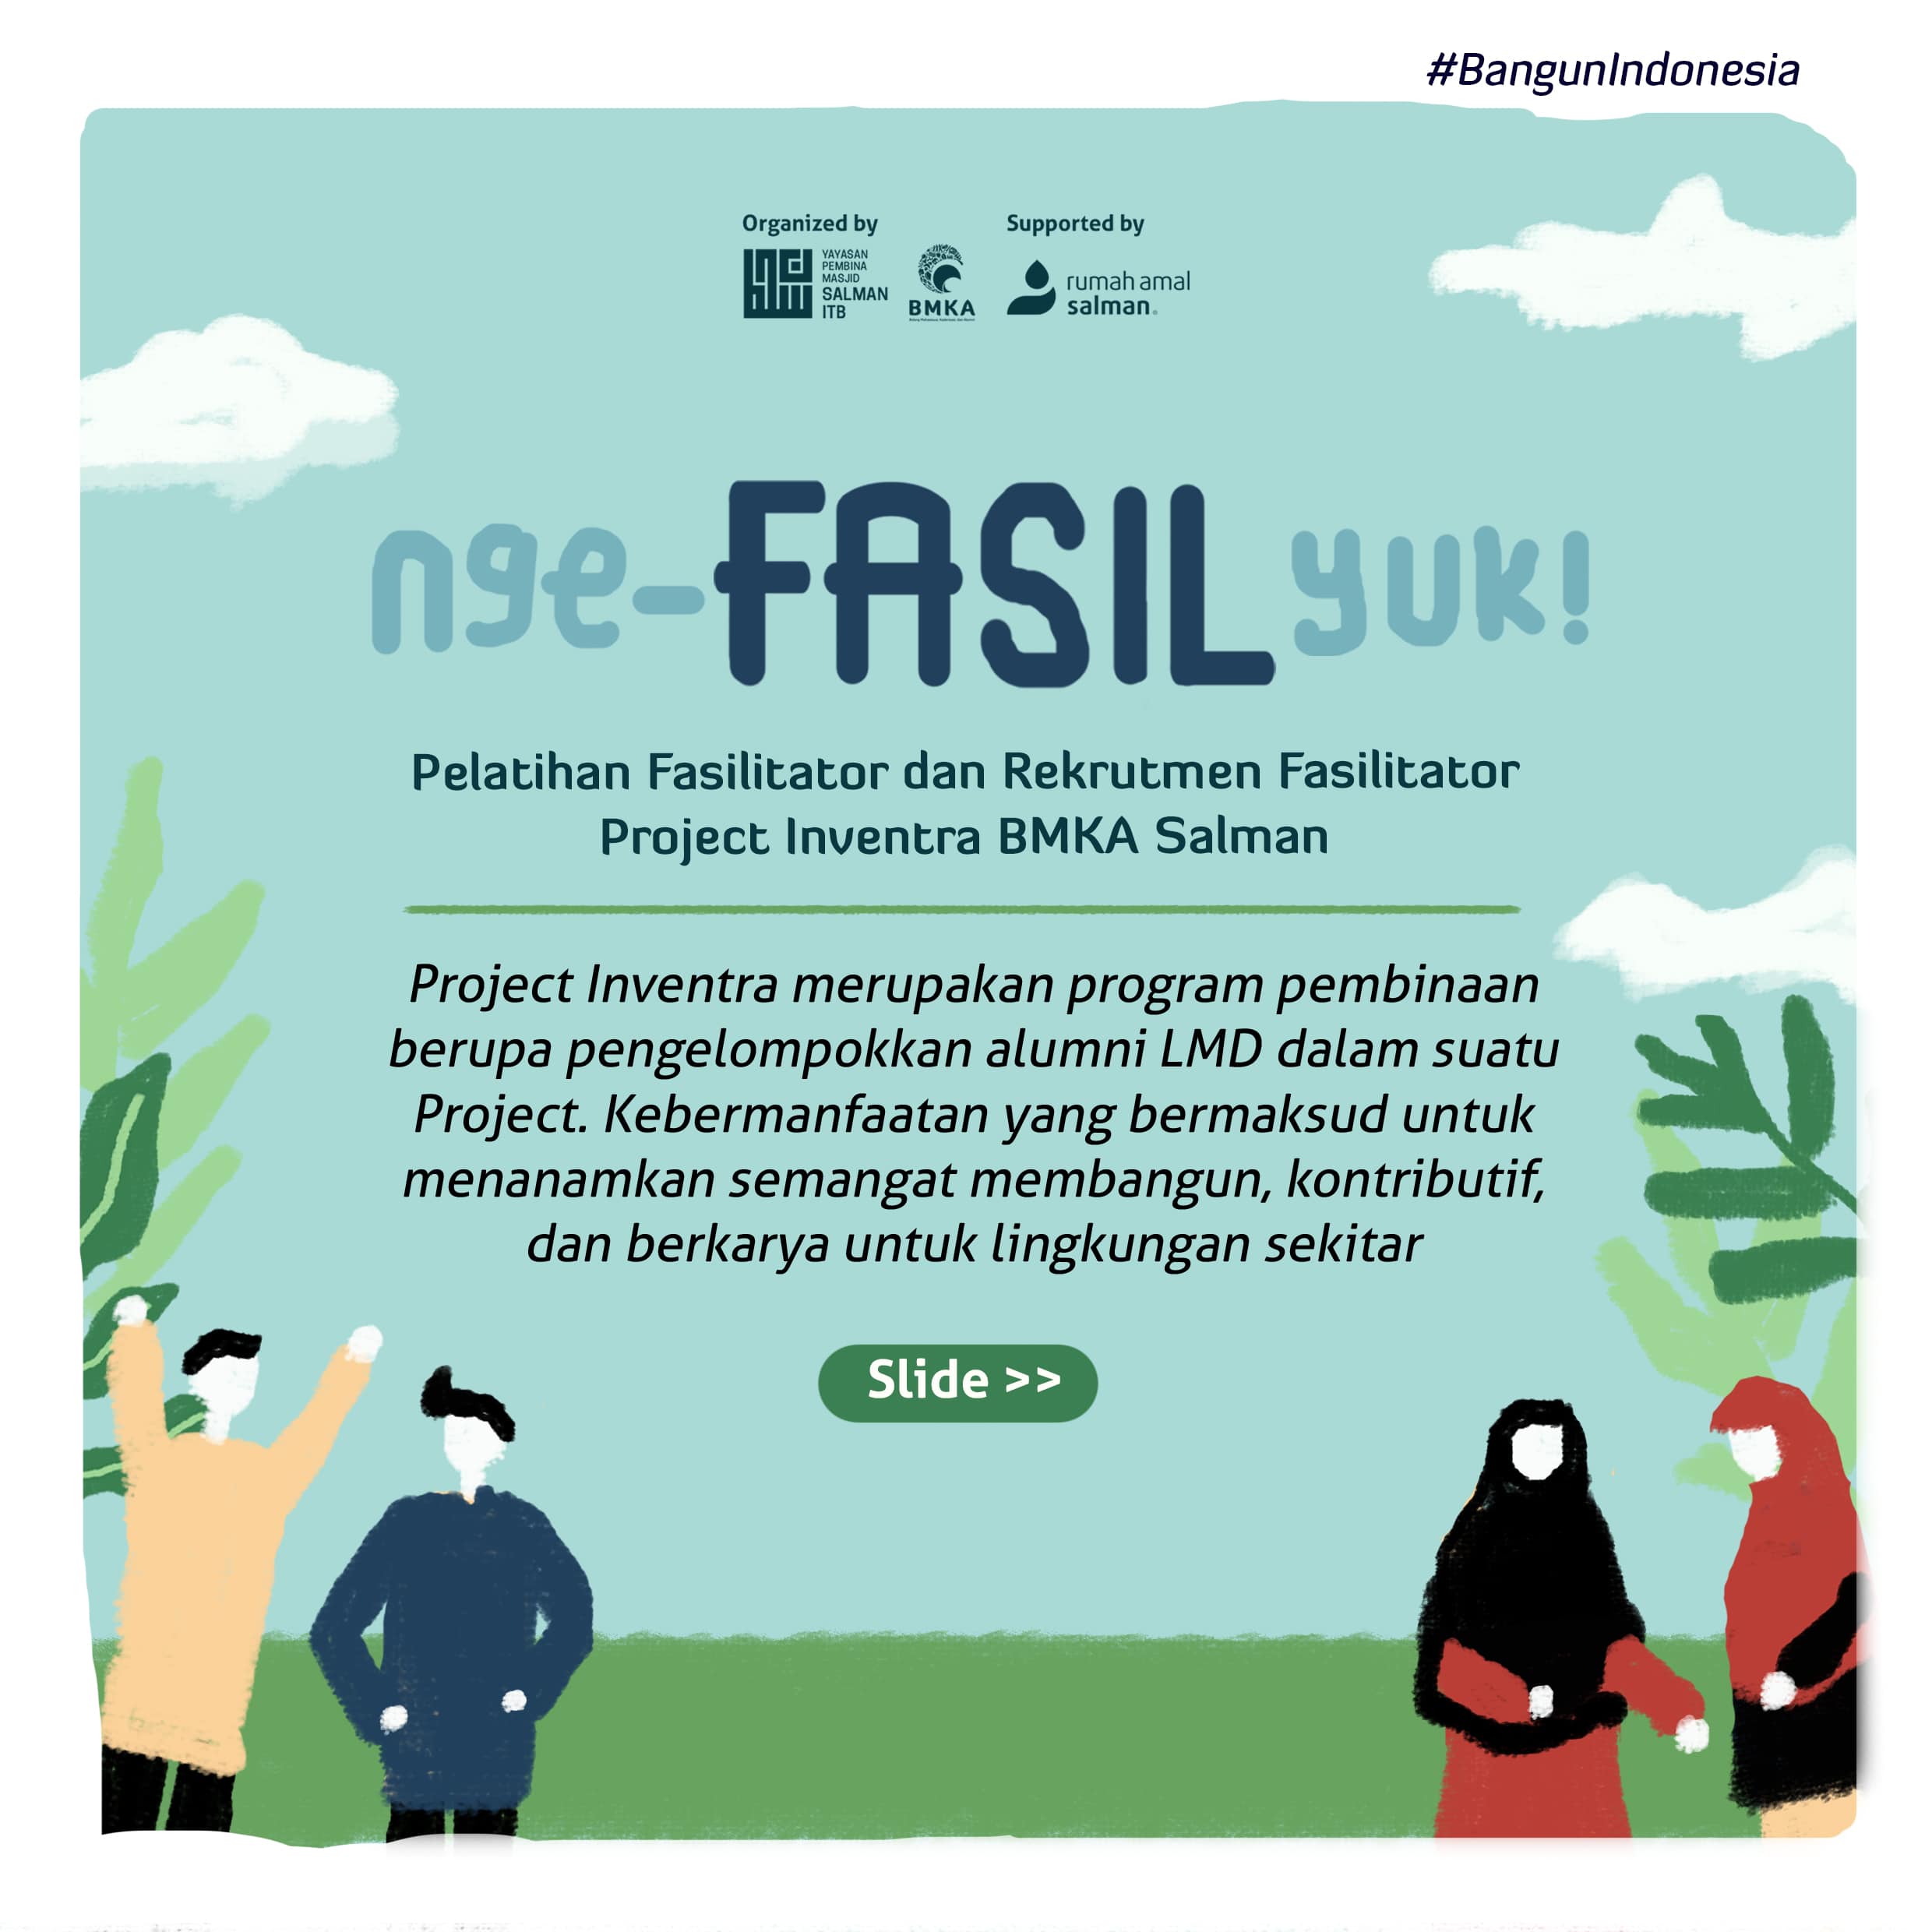 #BangunIndonesia
Organized by
YAYASAN
PEMBINA
MASJID
SALMAN
ITB
BMKA
Supported by
rumah amal
salman
nge-FASIL yuk!
Pelatihan Fasilitator dan Rekrutmen Fasilitator
Project Inventra BMKA Salman
Project Inventra merupakan program pembinaan
berupa pengelompokkan alumni LMD dalam suatu
Project. Kebermanfaatan yang bermaksud untuk
menanamkan semangat membangun, kontributif,
dan berkarya untuk lingkungan sekitar
Slide >>